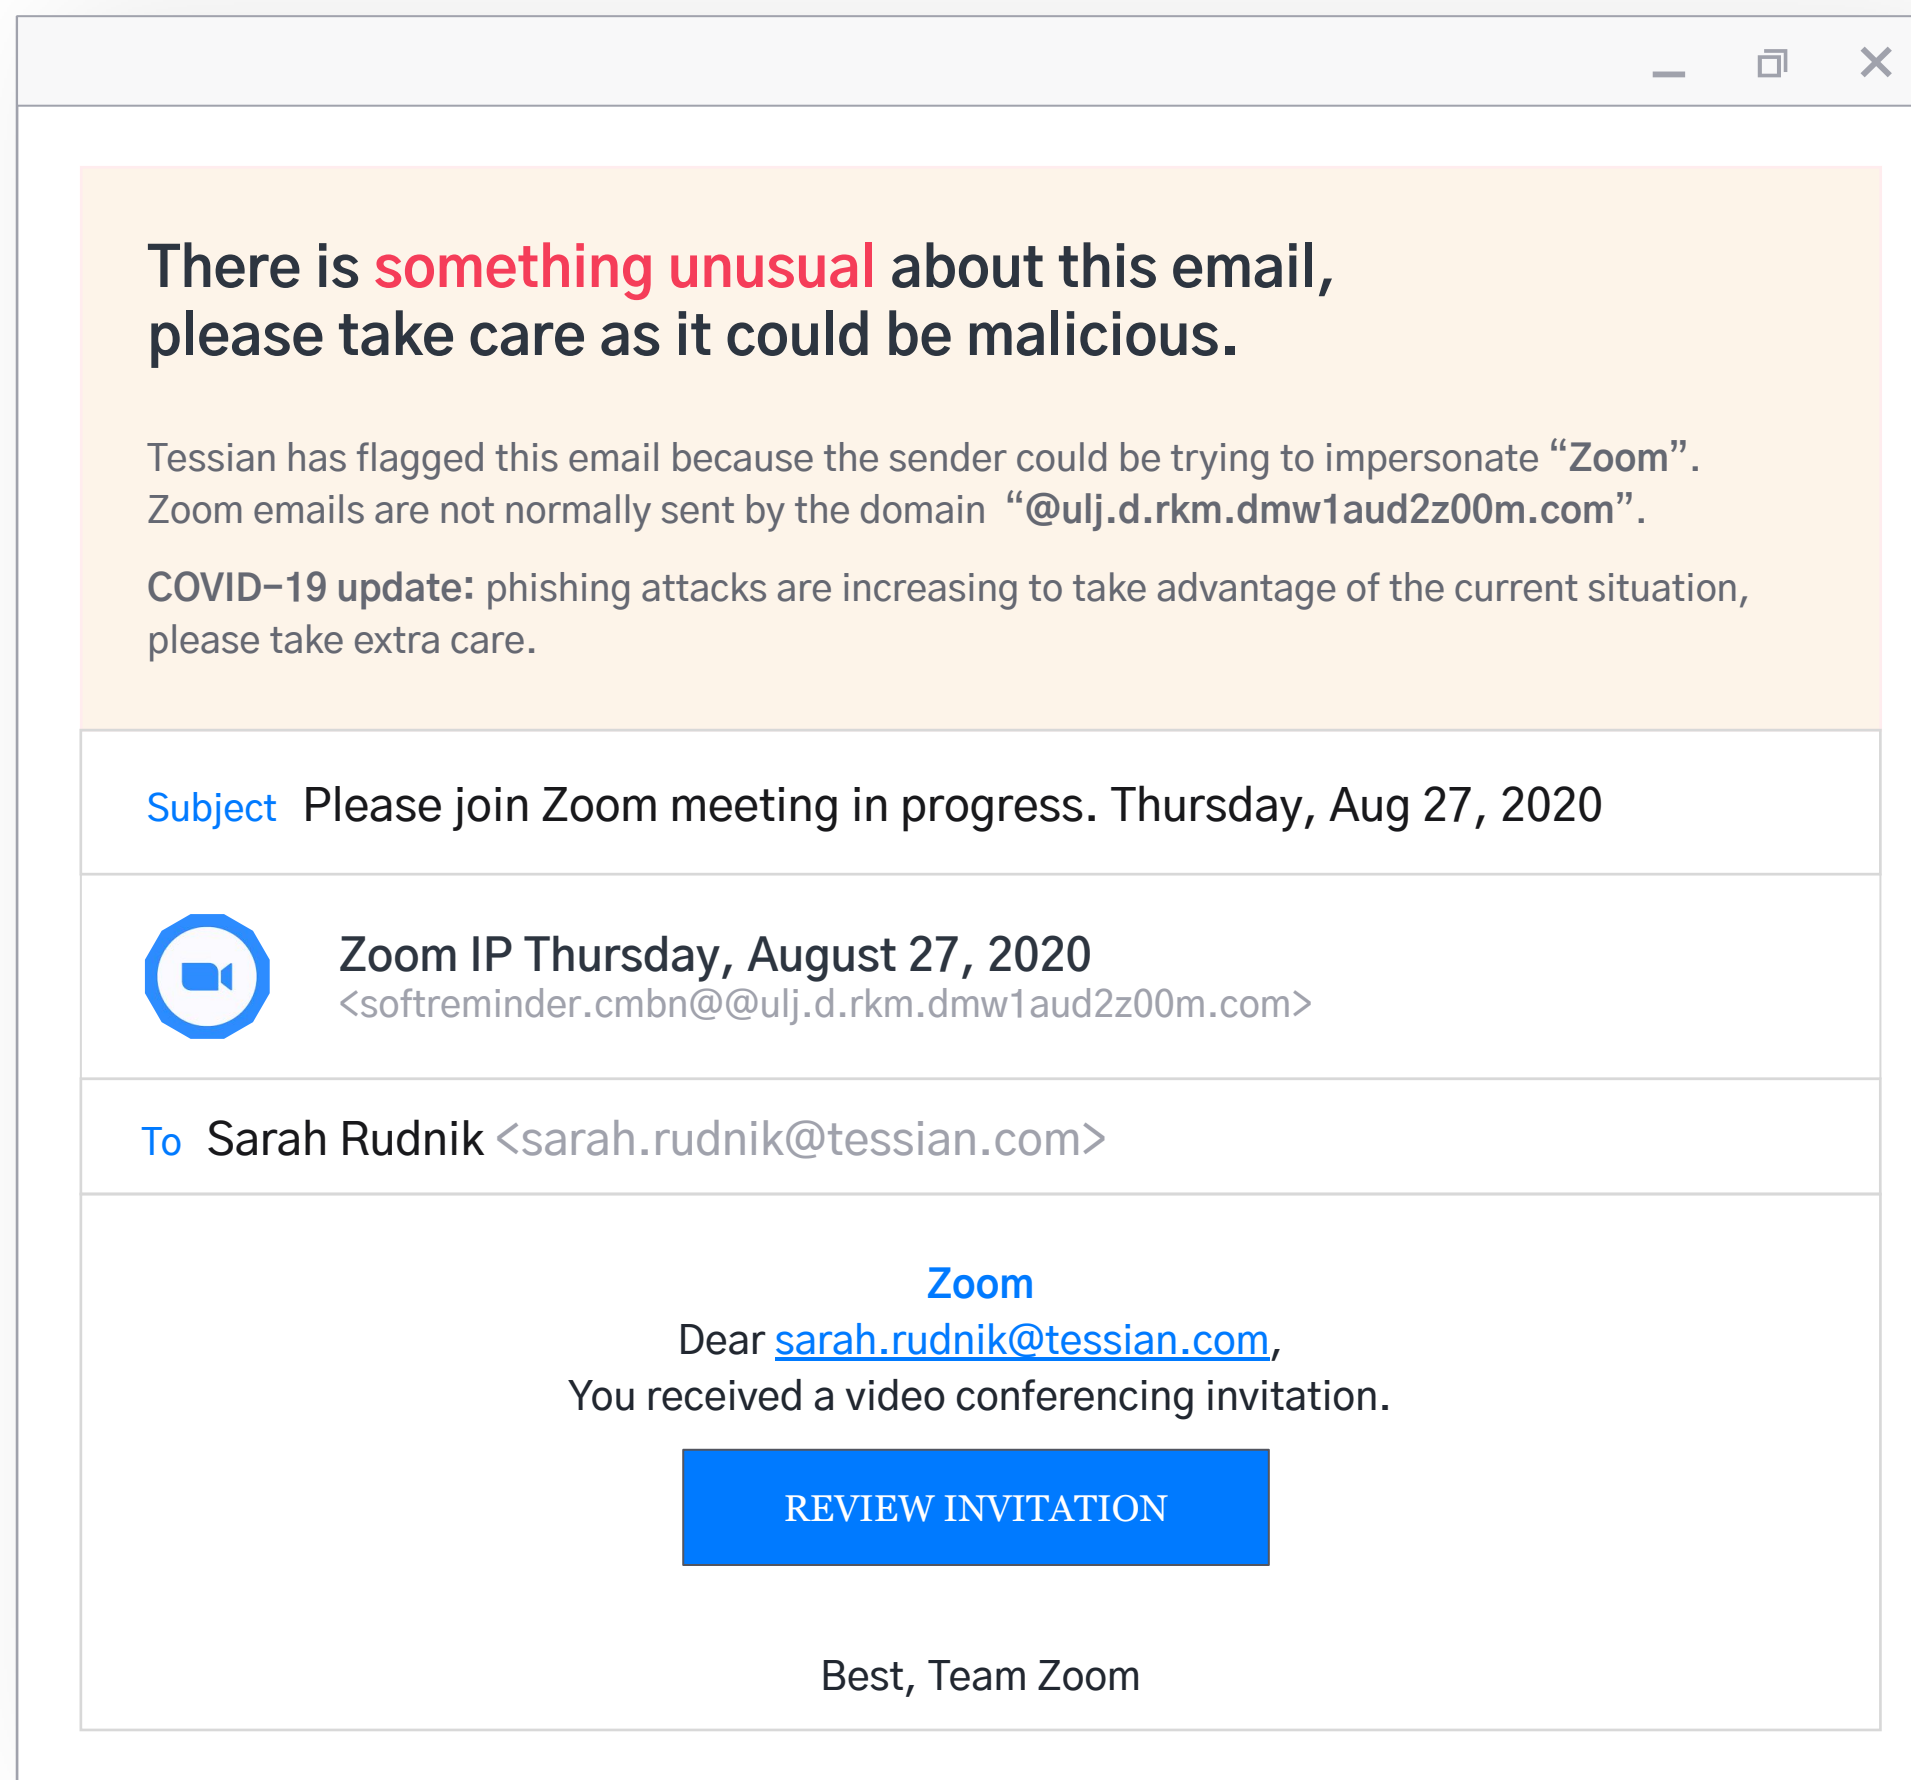 There is something unusual about this email,
please take care as it could be malicious.
Tessian has flagged this email because the sender could be trying to impersonate “Zoom”.
Zoom emails are not normally sent by the domain “@ulj.d.rkm.dmw1aud2z00m.com”.
COVID-19 update: phishing attacks are increasing to take advantage of the current situation,
please take extra care.
Subject Please join Zoom meeting in progress. Thursday, Aug 27, 2020
Zoom IP Thursday, August 27, 2020
<softreminder.cmbn@@ulj.d.rkm.dmw1aud2z00m.com>
To Sarah Rudnik <sarah.rudnik@tessian.com>
Zoom
Dear sarah.rudnik@tessian.com,
You received a video conferencing invitation.
REVIEW INVITATION
Best, Team Zoom